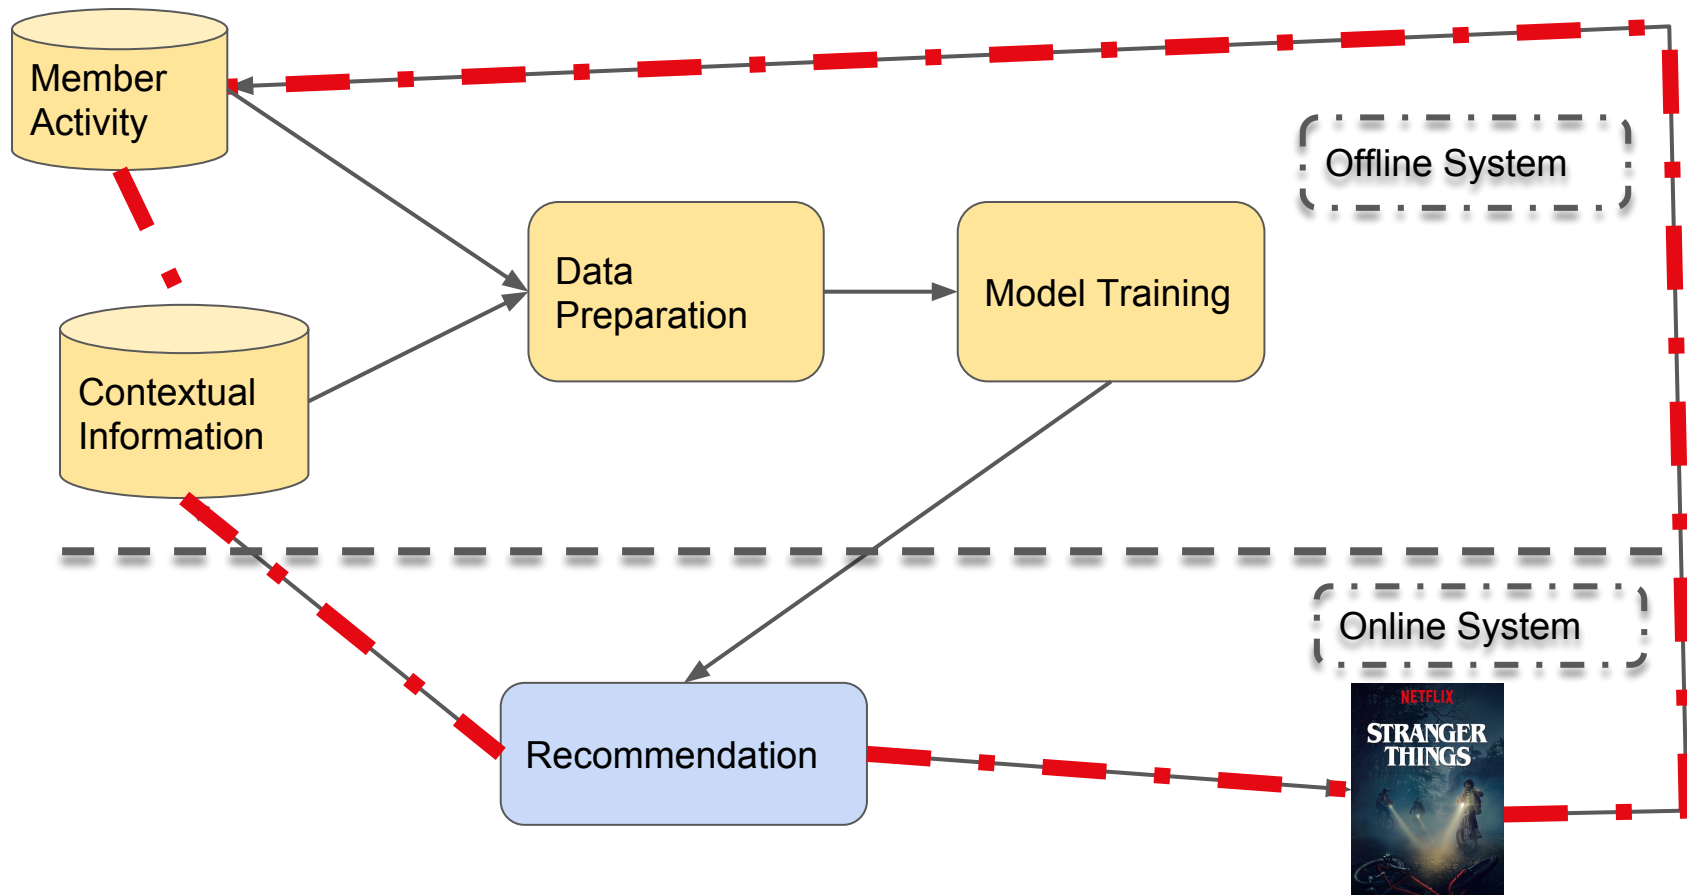 Member
Activity
Offline System
Data
Preparation
Model Training
Contextual
Information
Online System
Recommendation
NETFLIX
STRANGER
THINGS